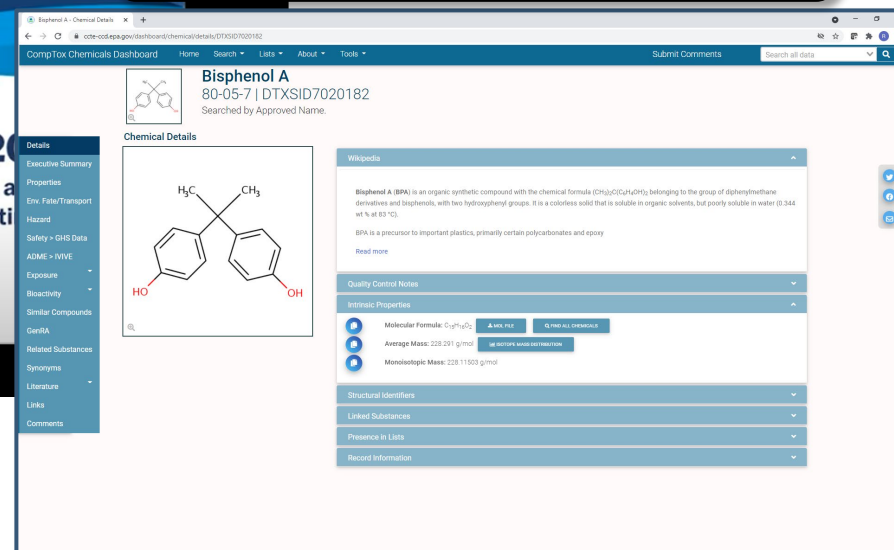 Bisphenol A - Chemical Details
ccte-ccd.epa.gov/dashboard/chemical/details/DTXSID7020182
CompTox Chemicals Dashboard Home Search Lists About Tools Submit Comments Search all data
Bisphenol A
80-05-7 | DTXSID7020182
Searched by Approved Name.
Chemical Details
Details
Executive Summary
Properties
Env. Fate/Transport
Hazard
Safety > GHS Data
ADME > IVIVE
Exposure
Bioactivity
Similar Compounds
GenRA
Related Substances
Synonyms
Literature
Links
Comments
H₃C CH₃
HO OH
Wikipedia
Bisphenol A (BPA) is an organic synthetic compound with the chemical formula (CH₃)₂C(C₆H₄OH)₂ belonging to the group of diphenylmethane
derivatives and bisphenols, with two hydroxyphenyl groups. It is a colorless solid that is soluble in organic solvents, but poorly soluble in water (0.344
wt % at 83 °C).
BPA is a precursor to important plastics, primarily certain polycarbonates and epoxy
Read more
Quality Control Notes
Intrinsic Properties
Molecular Formula: C₁₅H₁₆O₂ MOL FILE FIND ALL CHEMICALS
Average Mass: 228.291 g/mol ISOTOPE MASS DISTRIBUTION
Monoisotopic Mass: 228.11503 g/mol
Structural Identifiers
Linked Substances
Presence in Lists
Record Information